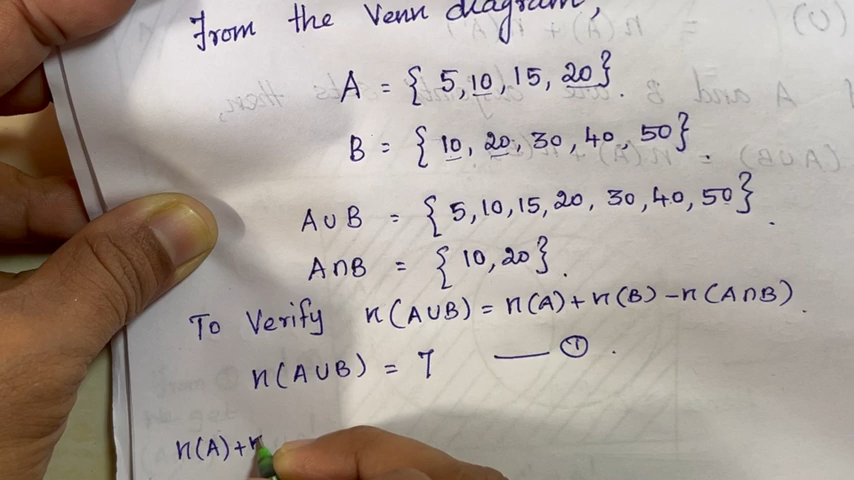 From the Venn diagram,
A = { 5, 10, 15, 20 } .
B = { 10, 20, 30, 40, 50 } .
A∪B = { 5, 10, 15, 20, 30, 40, 50 } .
A∩B = { 10, 20 } .
To Verify n(A∪B) = n(A) + n(B) - n(A∩B) .
n(A∪B) = 7 — ① .
n(A) + n